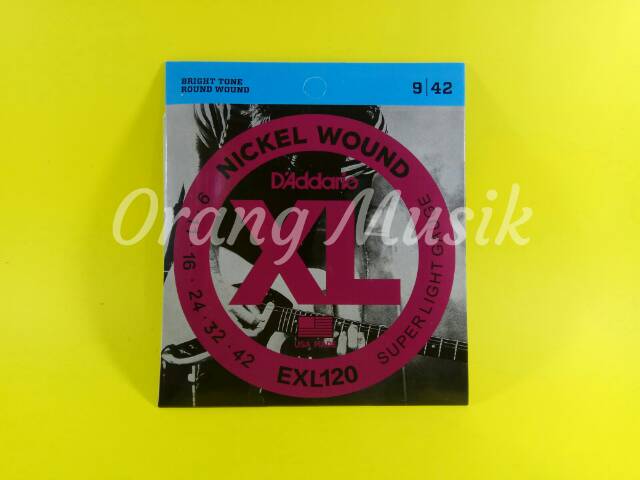 BRIGHT TONE
ROUND WOUND
9|42
NICKEL WOUND
D'Addario
XL
9 · 11 · 16 · 24 · 32 · 42
SUPER LIGHT GAUGE
USA MADE
EXL120
Orang Musik